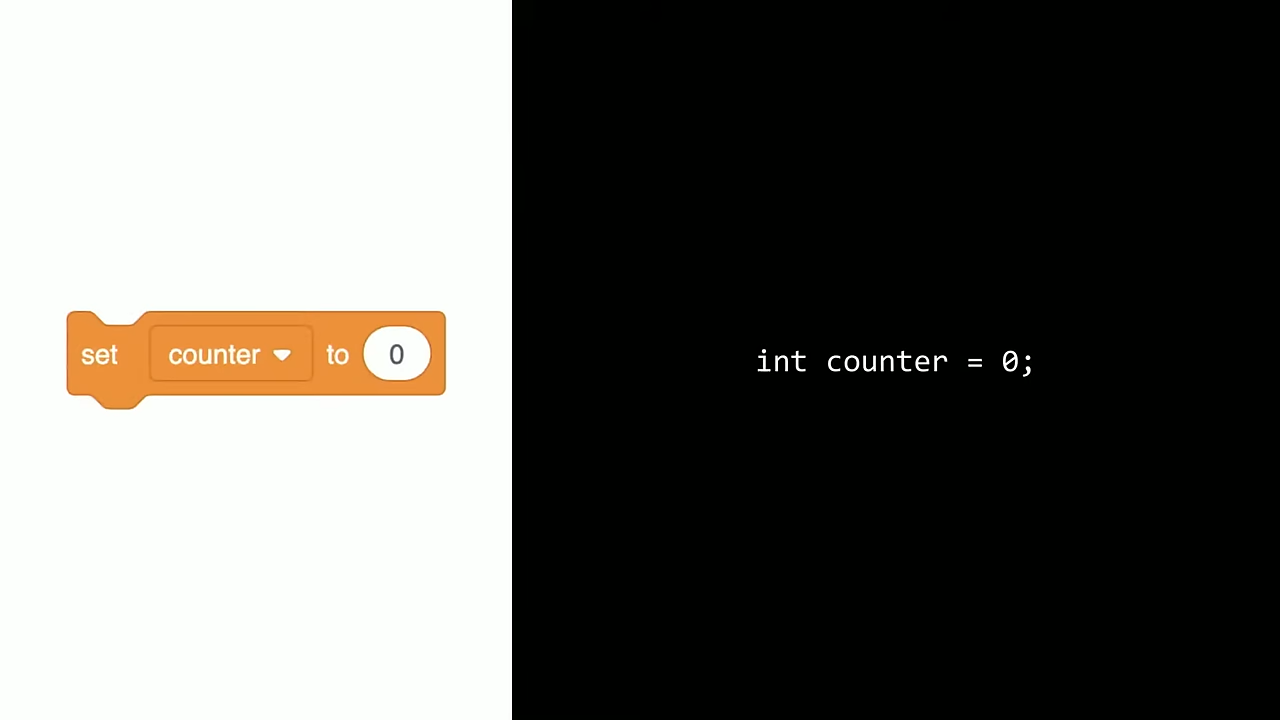 set counter to 0
int counter = 0;